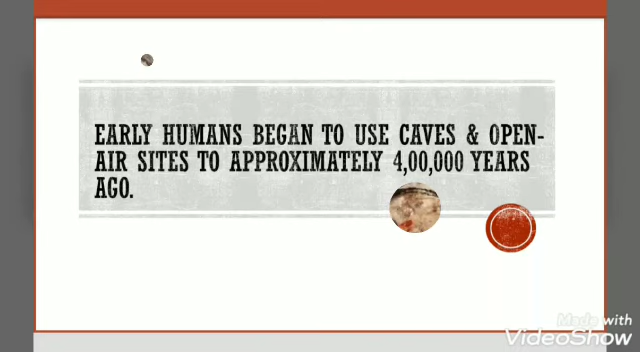 EARLY HUMANS BEGAN TO USE CAVES & OPEN-
AIR SITES TO APPROXIMATELY 4,00,000 YEARS
AGO.
Made with
VideoShow